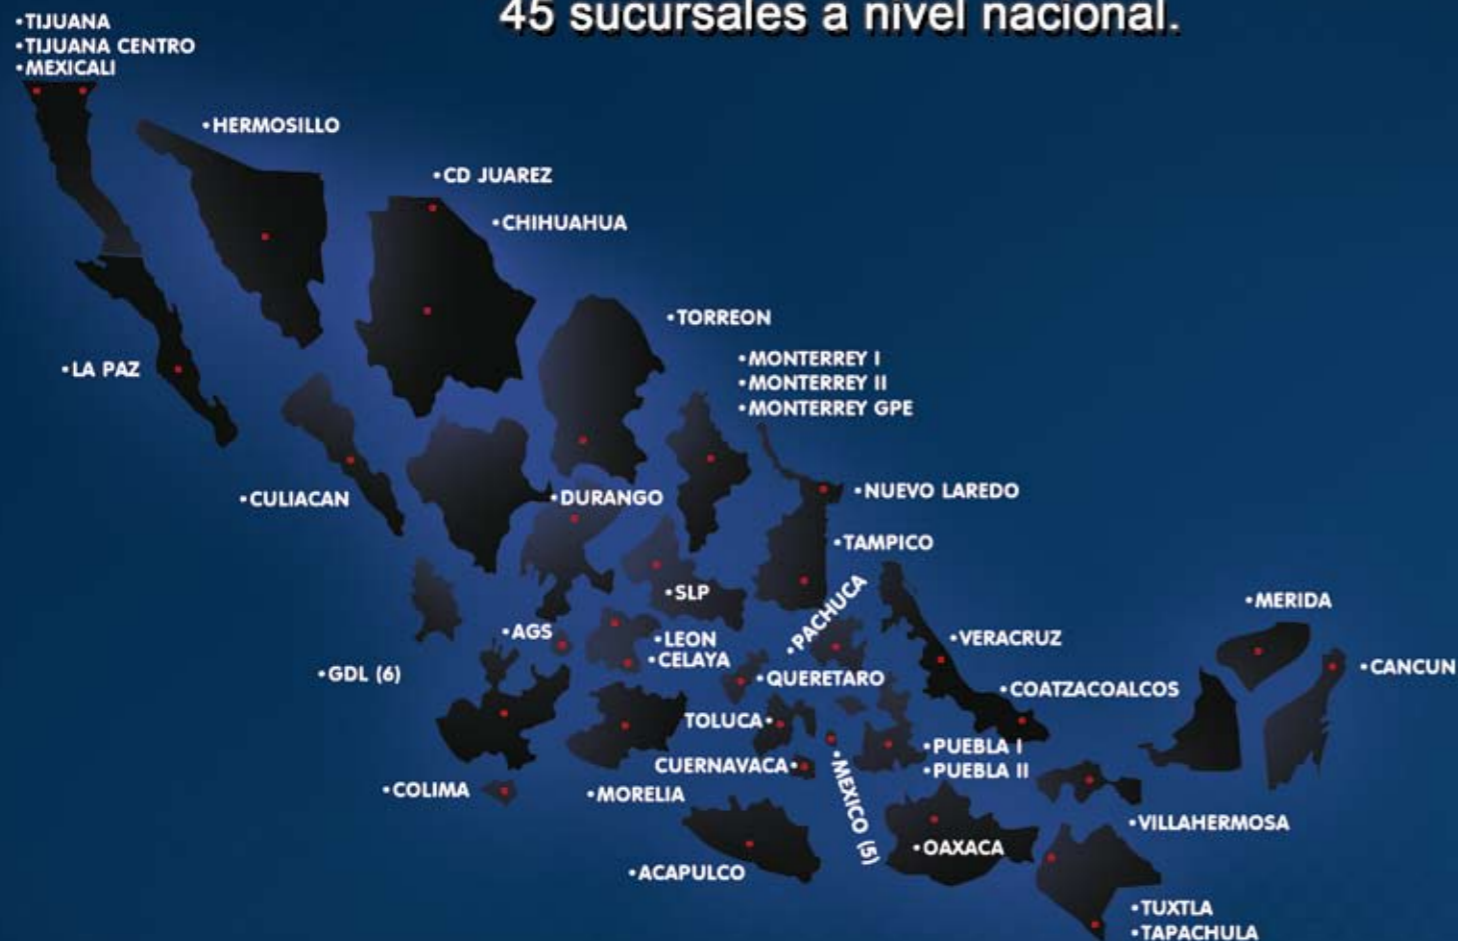 45 sucursales a nivel nacional.
•TIJUANA
•TIJUANA CENTRO
•MEXICALI
•HERMOSILLO
•CD JUAREZ
•CHIHUAHUA
•TORREON
•MONTERREY I
•MONTERREY II
•MONTERREY GPE
•LA PAZ
•CULIACAN
•DURANGO
•NUEVO LAREDO
•TAMPICO
•SLP
•PACHUCA
•MERIDA
•AGS
•LEON
•CELAYA
•VERACRUZ
•CANCUN
•GDL (6)
•QUERETARO
•COATZACOALCOS
TOLUCA•
•PUEBLA I
•PUEBLA II
CUERNAVACA•
•MEXICO (5)
•COLIMA
•MORELIA
•VILLAHERMOSA
•OAXACA
•ACAPULCO
•TUXTLA
•TAPACHULA